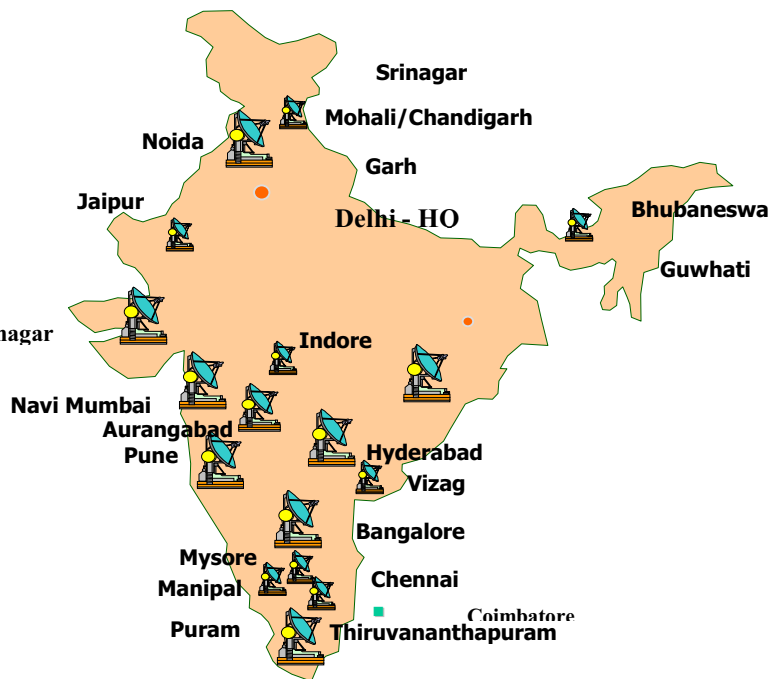 Srinagar
Mohali/Chandigarh
Noida
Garh
Jaipur
Delhi - HO
Bhubaneswa
Guwhati
nagar
Indore
Navi Mumbai
Aurangabad
Pune
Hyderabad
Vizag
Bangalore
Mysore
Chennai
Manipal
Coimbatore
Puram
Thiruvananthapuram